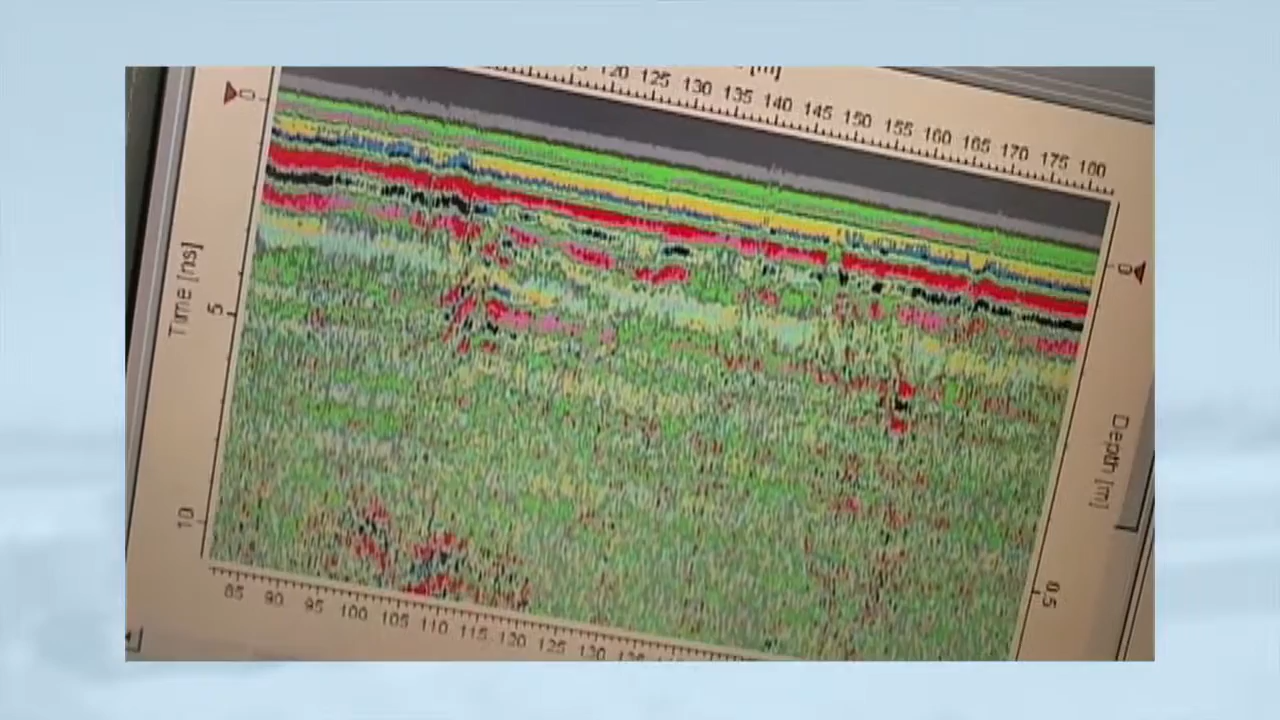 [m]
120 125 130 135 140 145 150 155 160 165 170 175 180
0
0
Time [ns]
5
Depth [m]
10
0.5
85 90 95 100 105 110 115 120 125 130